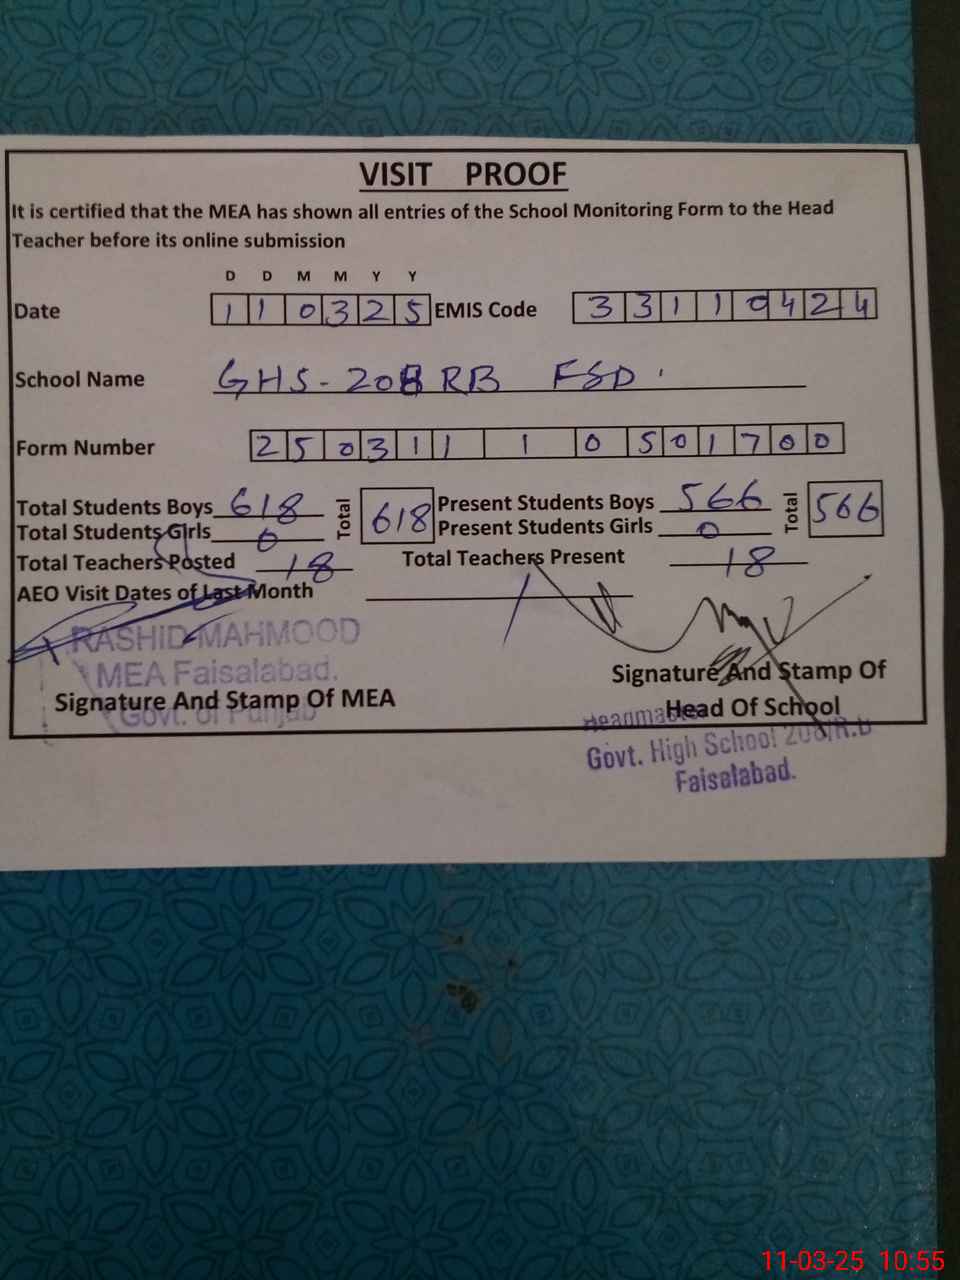 VISIT PROOF
It is certified that the MEA has shown all entries of the School Monitoring Form to the Head
Teacher before its online submission
D D M M Y Y
Date 1 1 0 3 2 5 EMIS Code 3 3 1 1 0 4 2 4
School Name GHS - 208 RB FSD
Form Number 2 5 0 3 1 1 1 0 5 0 1 7 0 0
Total Students Boys 618 Total 618 Present Students Boys 566 Total 566
Total Students Girls 0 Present Students Girls 0
Total Teachers Posted 18 Total Teachers Present 18
AEO Visit Dates of Last Month /
RASHID MAHMOOD
MEA Faisalabad.
Signature And Stamp Of MEA
Govt. of Punjab
Signature And Stamp Of
Head Of School
Govt. High School 208/R.B
Faisalabad.
11-03-25 10:55